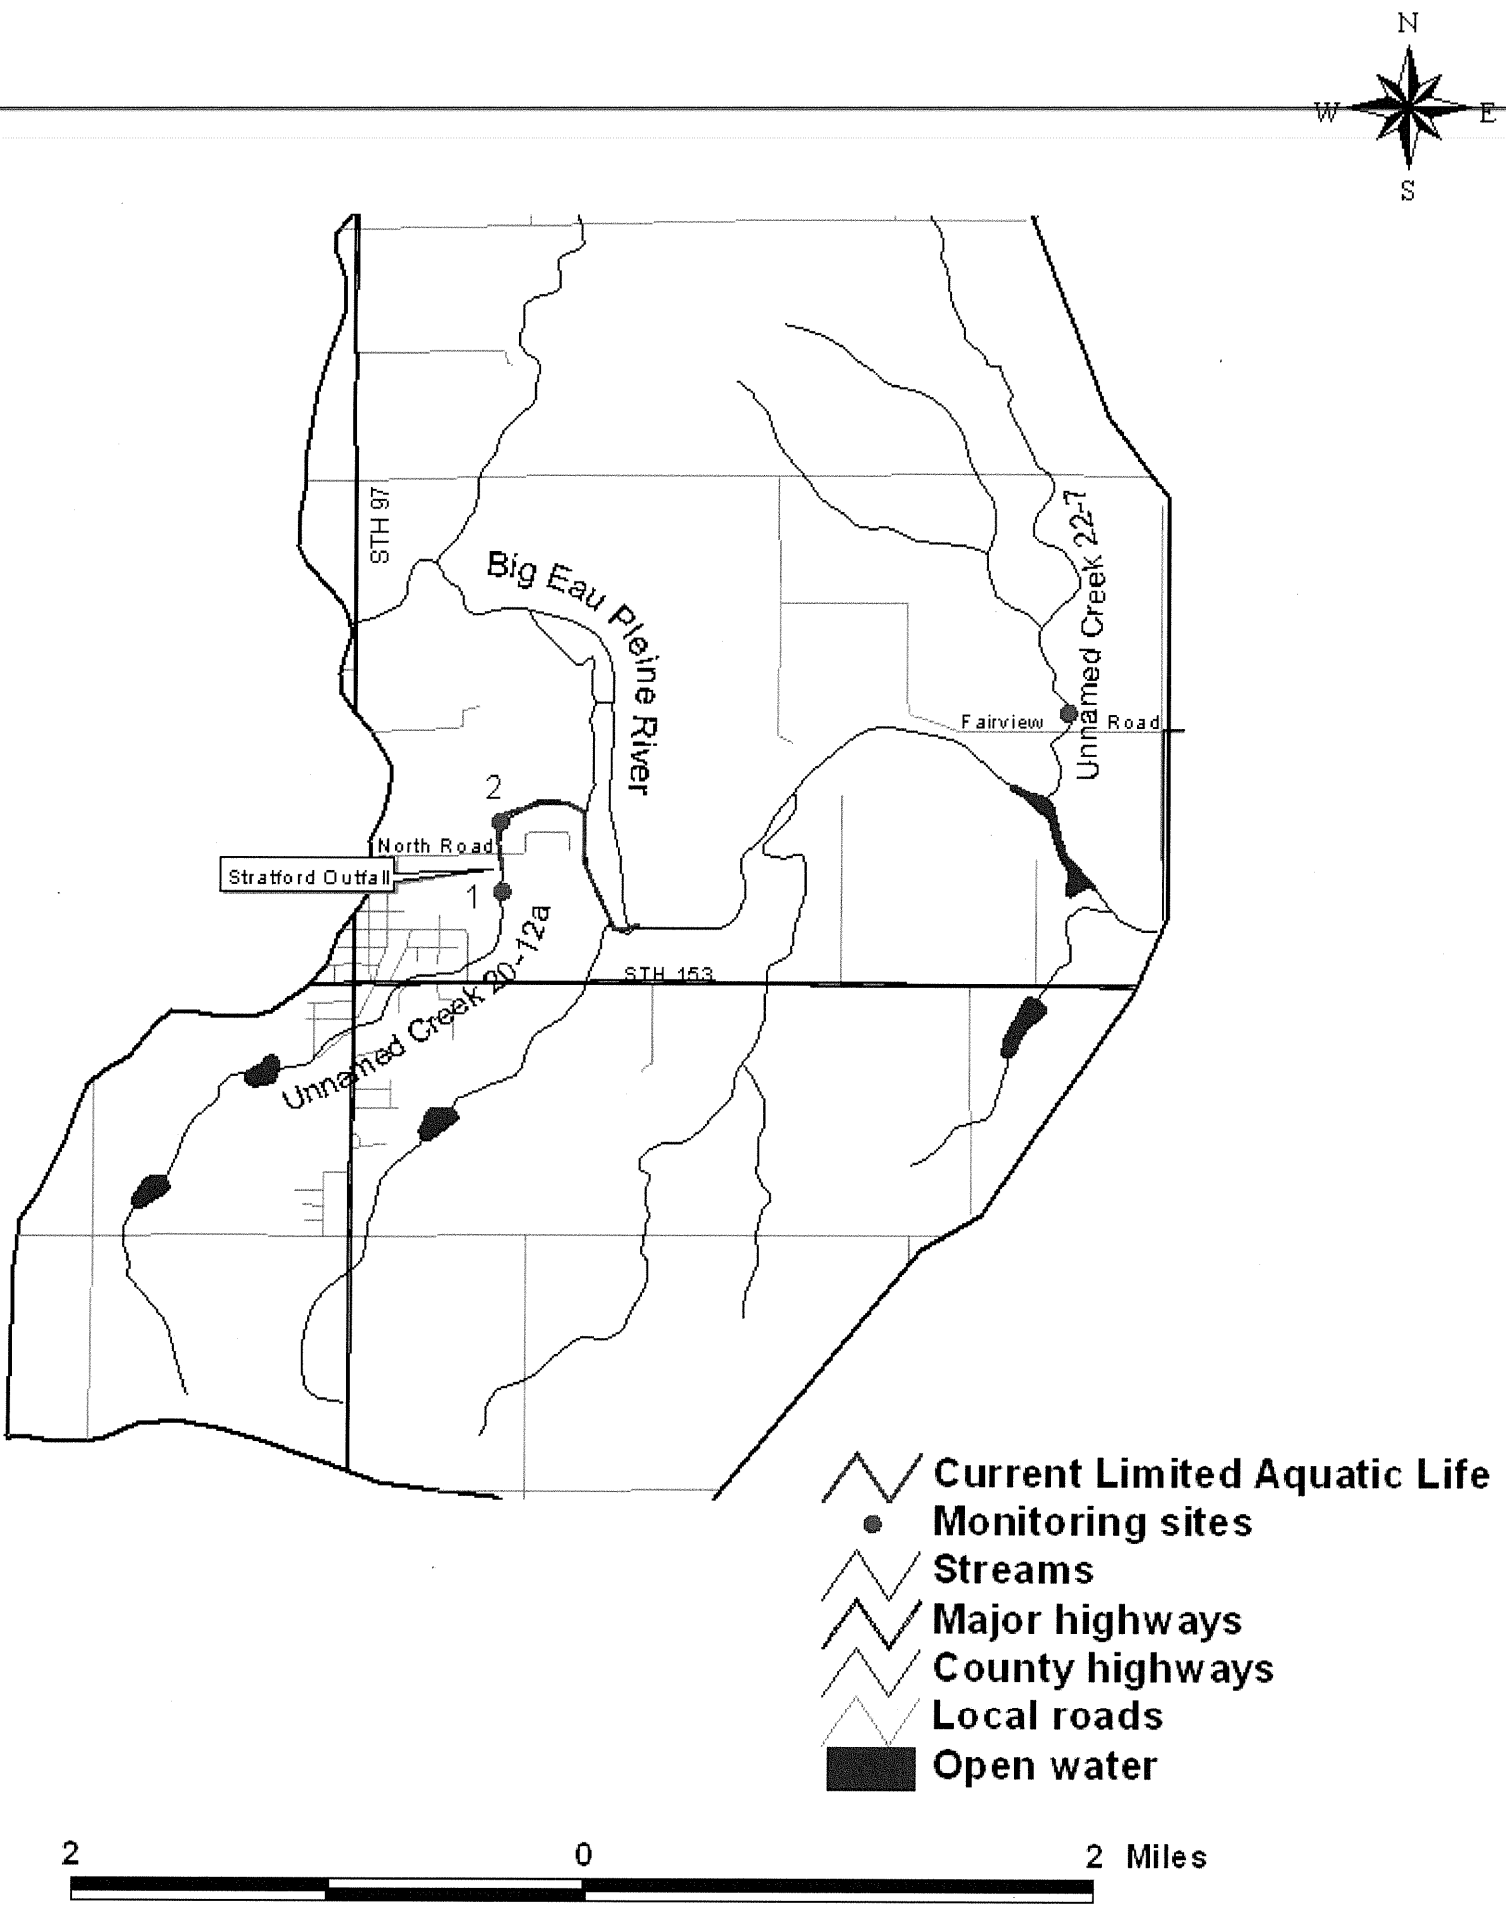 N
W E
S
STH 97
Big Eau Pleine River
Unnamed Creek 22-7
Fairview Road
2
North Road
Stratford Outfall
1
STH 153
Unnamed Creek 20-12a
Current Limited Aquatic Life
Monitoring sites
Streams
Major highways
County highways
Local roads
Open water
2 0 2 Miles